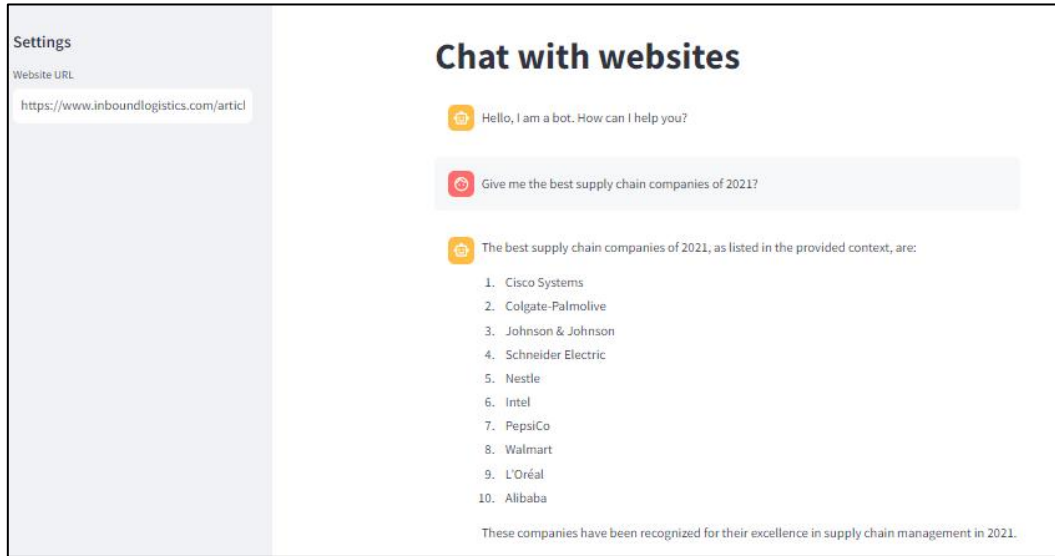 Settings
Website URL
https://www.inboundlogistics.com/articl
Chat with websites
Hello, I am a bot. How can I help you?
Give me the best supply chain companies of 2021?
The best supply chain companies of 2021, as listed in the provided context, are:
1. Cisco Systems
2. Colgate-Palmolive
3. Johnson & Johnson
4. Schneider Electric
5. Nestle
6. Intel
7. PepsiCo
8. Walmart
9. L'Oréal
10. Alibaba
These companies have been recognized for their excellence in supply chain management in 2021.